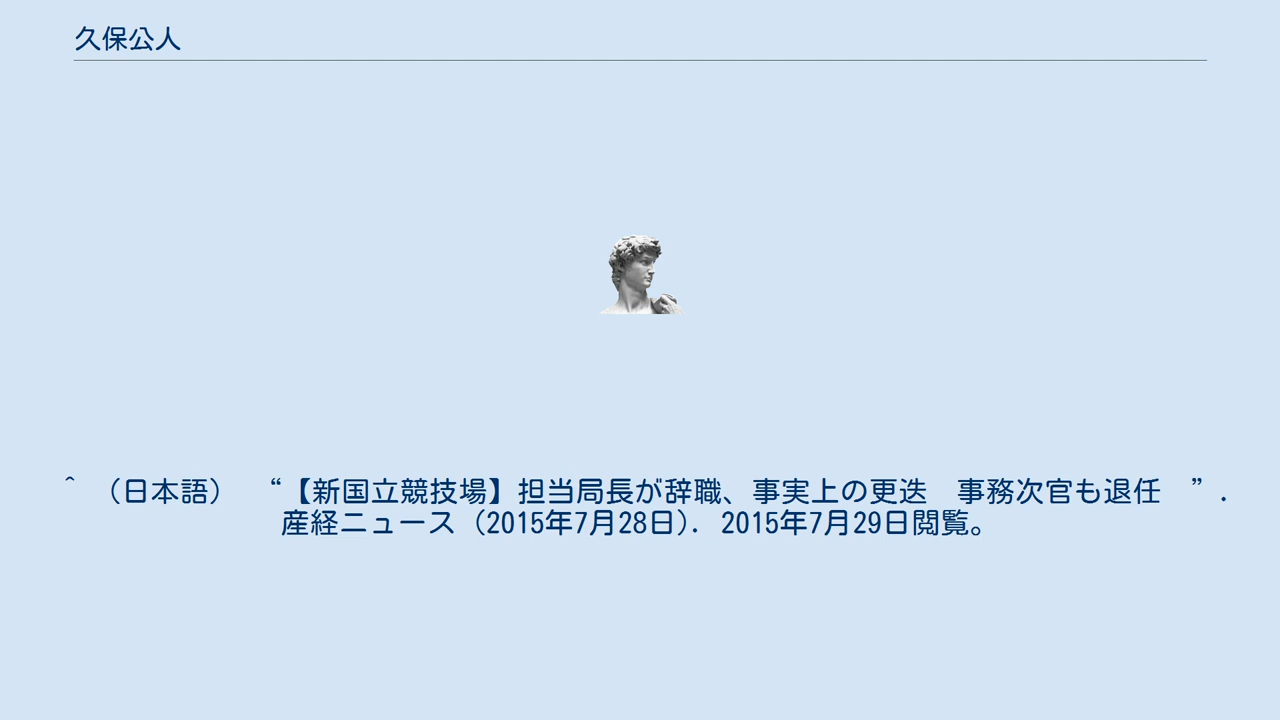 久保公人
^ （日本語） “【新国立競技場】担当局長が辞職、事実上の更迭　事務次官も退任　”.
産経ニュース (2015年7月28日). 2015年7月29日閲覧。